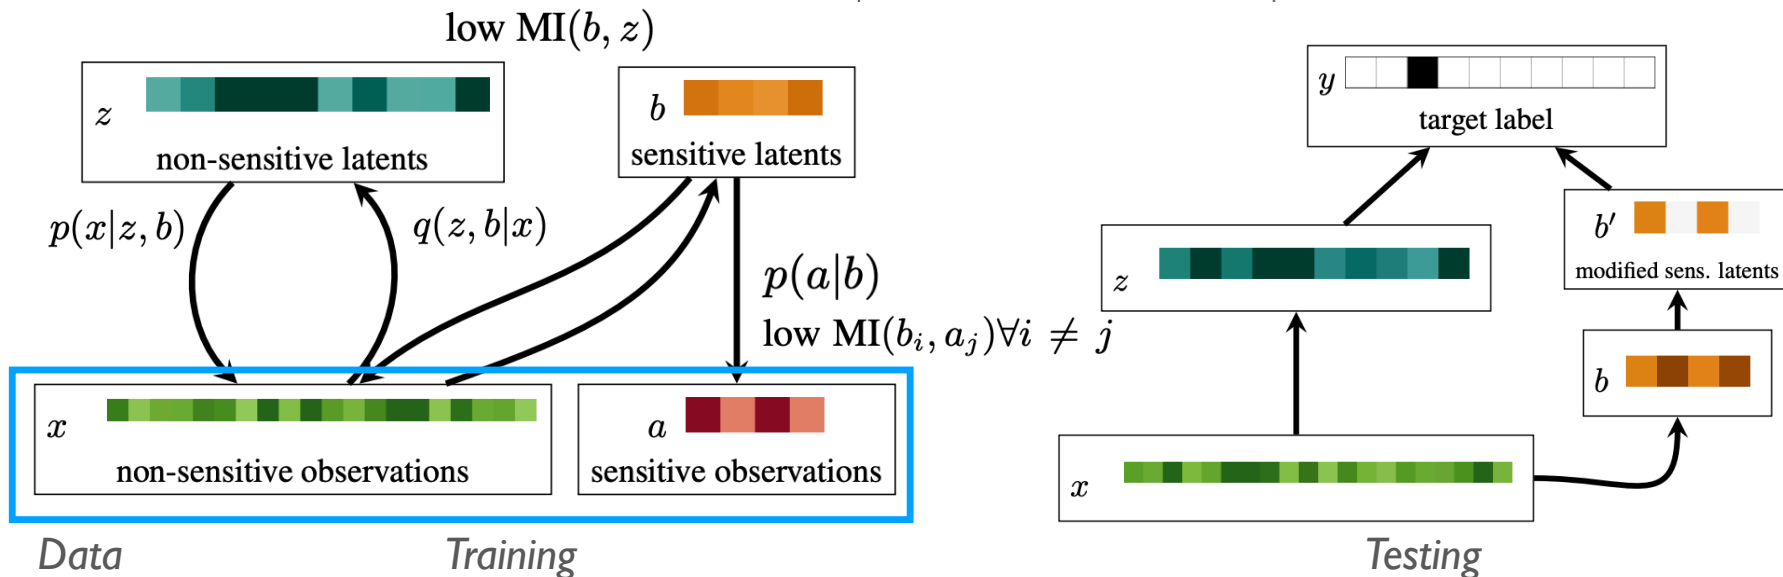 low MI(b, z)
z
non-sensitive latents
b
sensitive latents
p(x|z, b)
q(z, b|x)
p(a|b)
low MI(b_i, a_j)∀i ≠ j
x
non-sensitive observations
a
sensitive observations
Data
Training
y
target label
b′
modified sens. latents
z
b
x
Testing